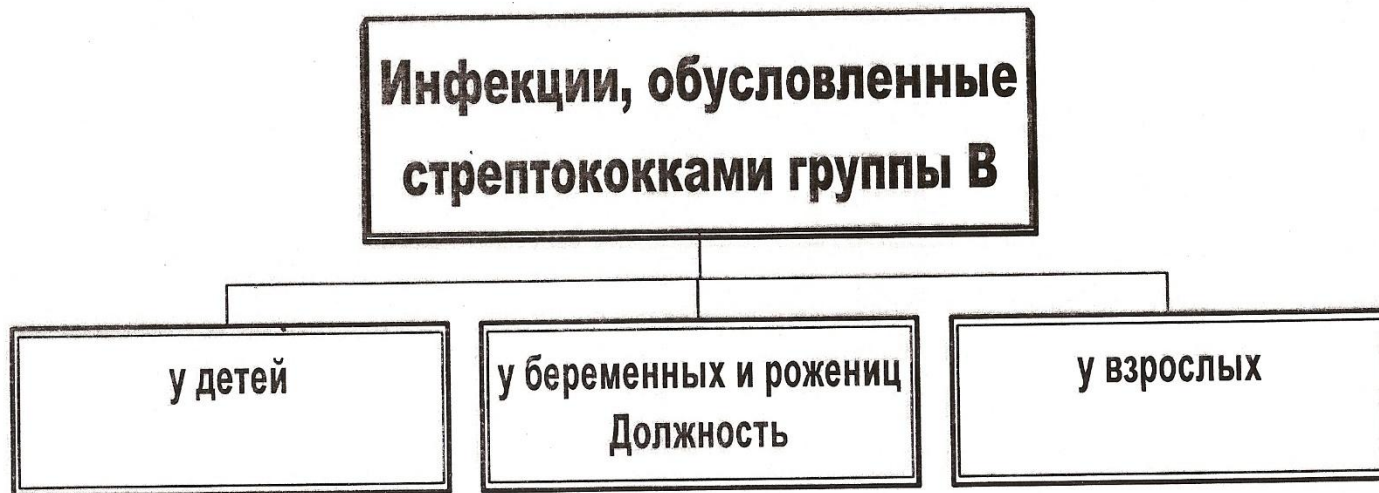 Инфекции, обусловленные
стрептококками группы В
у детей
у беременных и рожениц
Должность
у взрослых